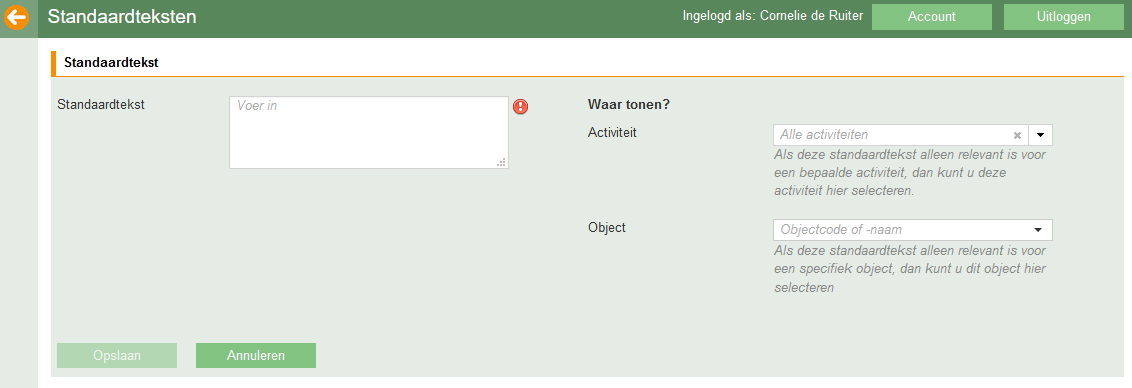 Standaardteksten
Ingelogd als: Cornelie de Ruiter
Account
Uitloggen
Standaardtekst
Standaardtekst
Voer in
Waar tonen?
Activiteit
Alle activiteiten
Als deze standaardtekst alleen relevant is voor
een bepaalde activiteit, dan kunt u deze
activiteit hier selecteren.
Object
Objectcode of -naam
Als deze standaardtekst alleen relevant is voor
een specifiek object, dan kunt u dit object hier
selecteren
Opslaan
Annuleren